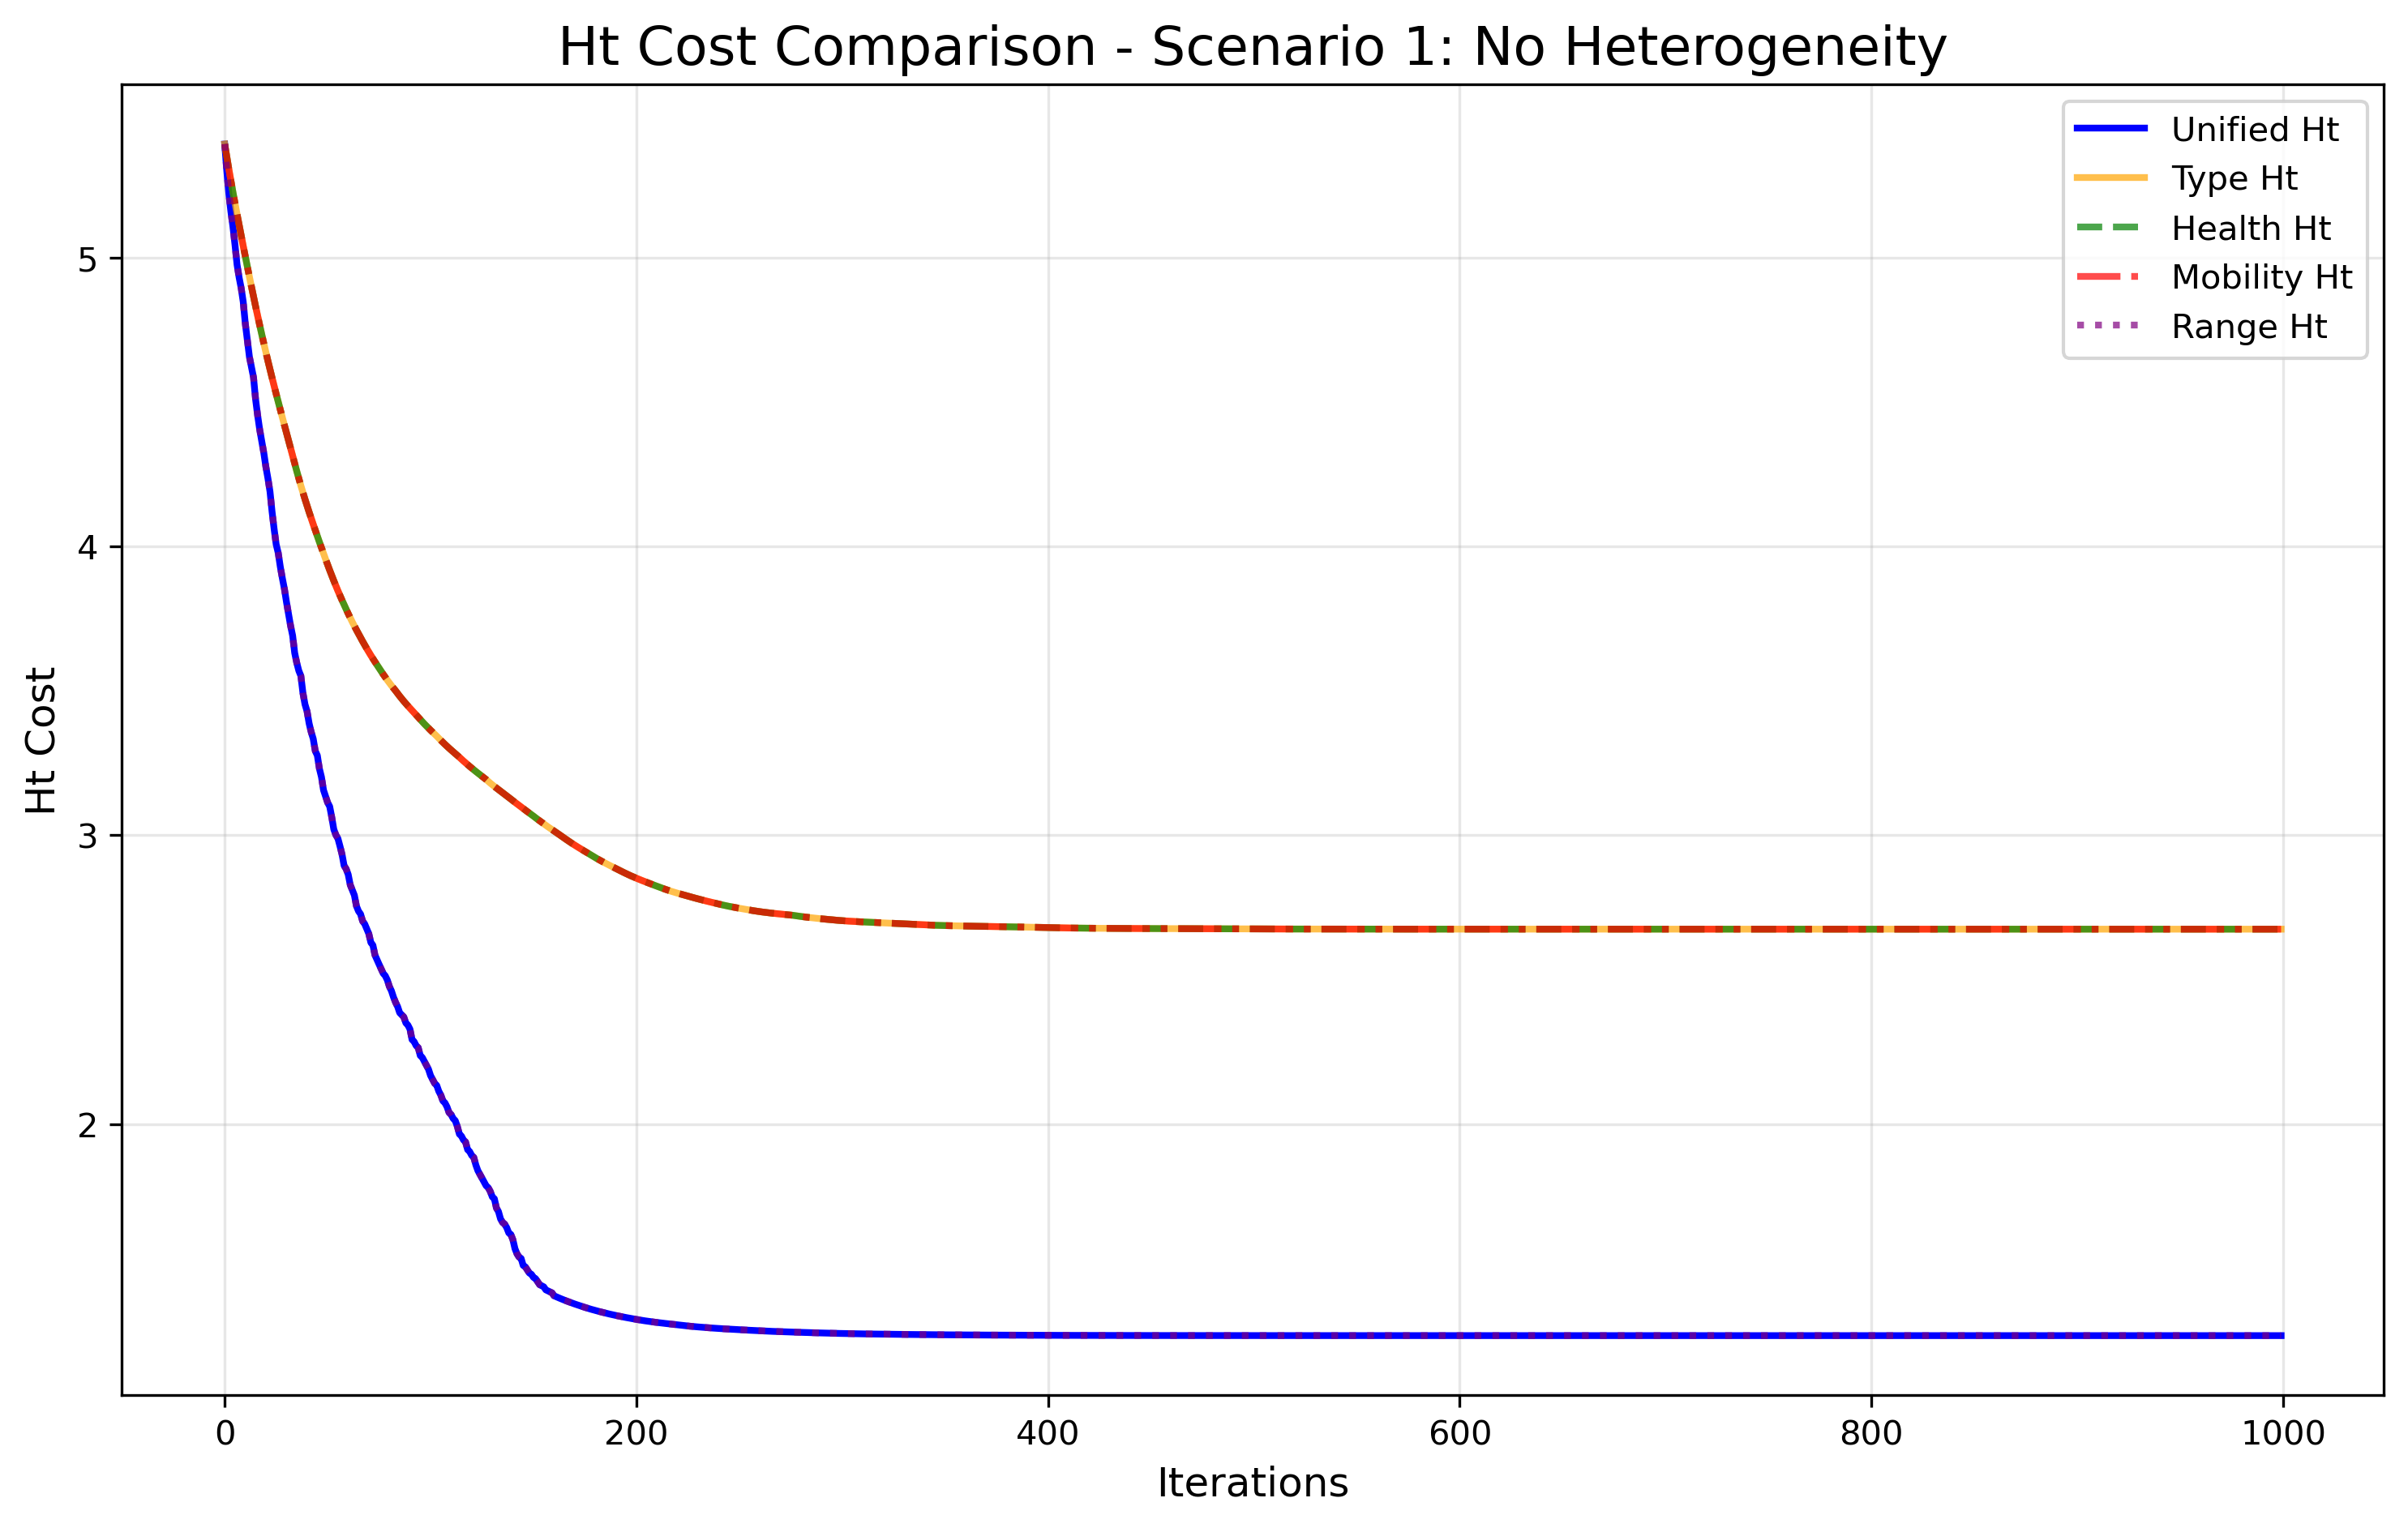 Ht Cost Comparison - Scenario 1: No Heterogeneity
Unified Ht
Type Ht
Health Ht
Mobility Ht
Range Ht
Ht Cost
5
4
3
2
0
200
400
600
800
1000
Iterations